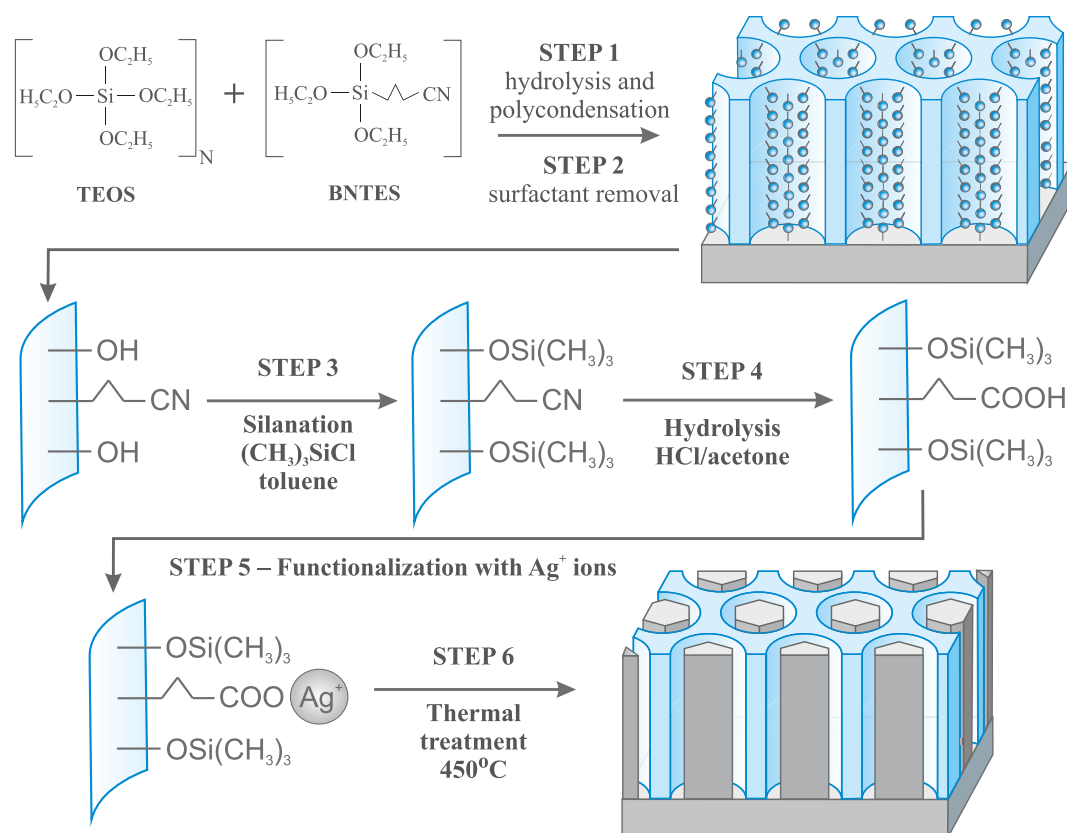 OC₂H₅
H₅C₂O—Si—OC₂H₅
OC₂H₅
N
TEOS
+
OC₂H₅
H₅C₂O—Si CN
OC₂H₅
BNTES
STEP 1
hydrolysis and
polycondensation
STEP 2
surfactant removal
OH
CN
OH
STEP 3
Silanation
(CH₃)₃SiCl
toluene
OSi(CH₃)₃
CN
OSi(CH₃)₃
STEP 4
Hydrolysis
HCl/acetone
OSi(CH₃)₃
COOH
OSi(CH₃)₃
STEP 5 – Functionalization with Ag⁺ ions
OSi(CH₃)₃
COO Ag⁺
OSi(CH₃)₃
STEP 6
Thermal
treatment
450⁰C